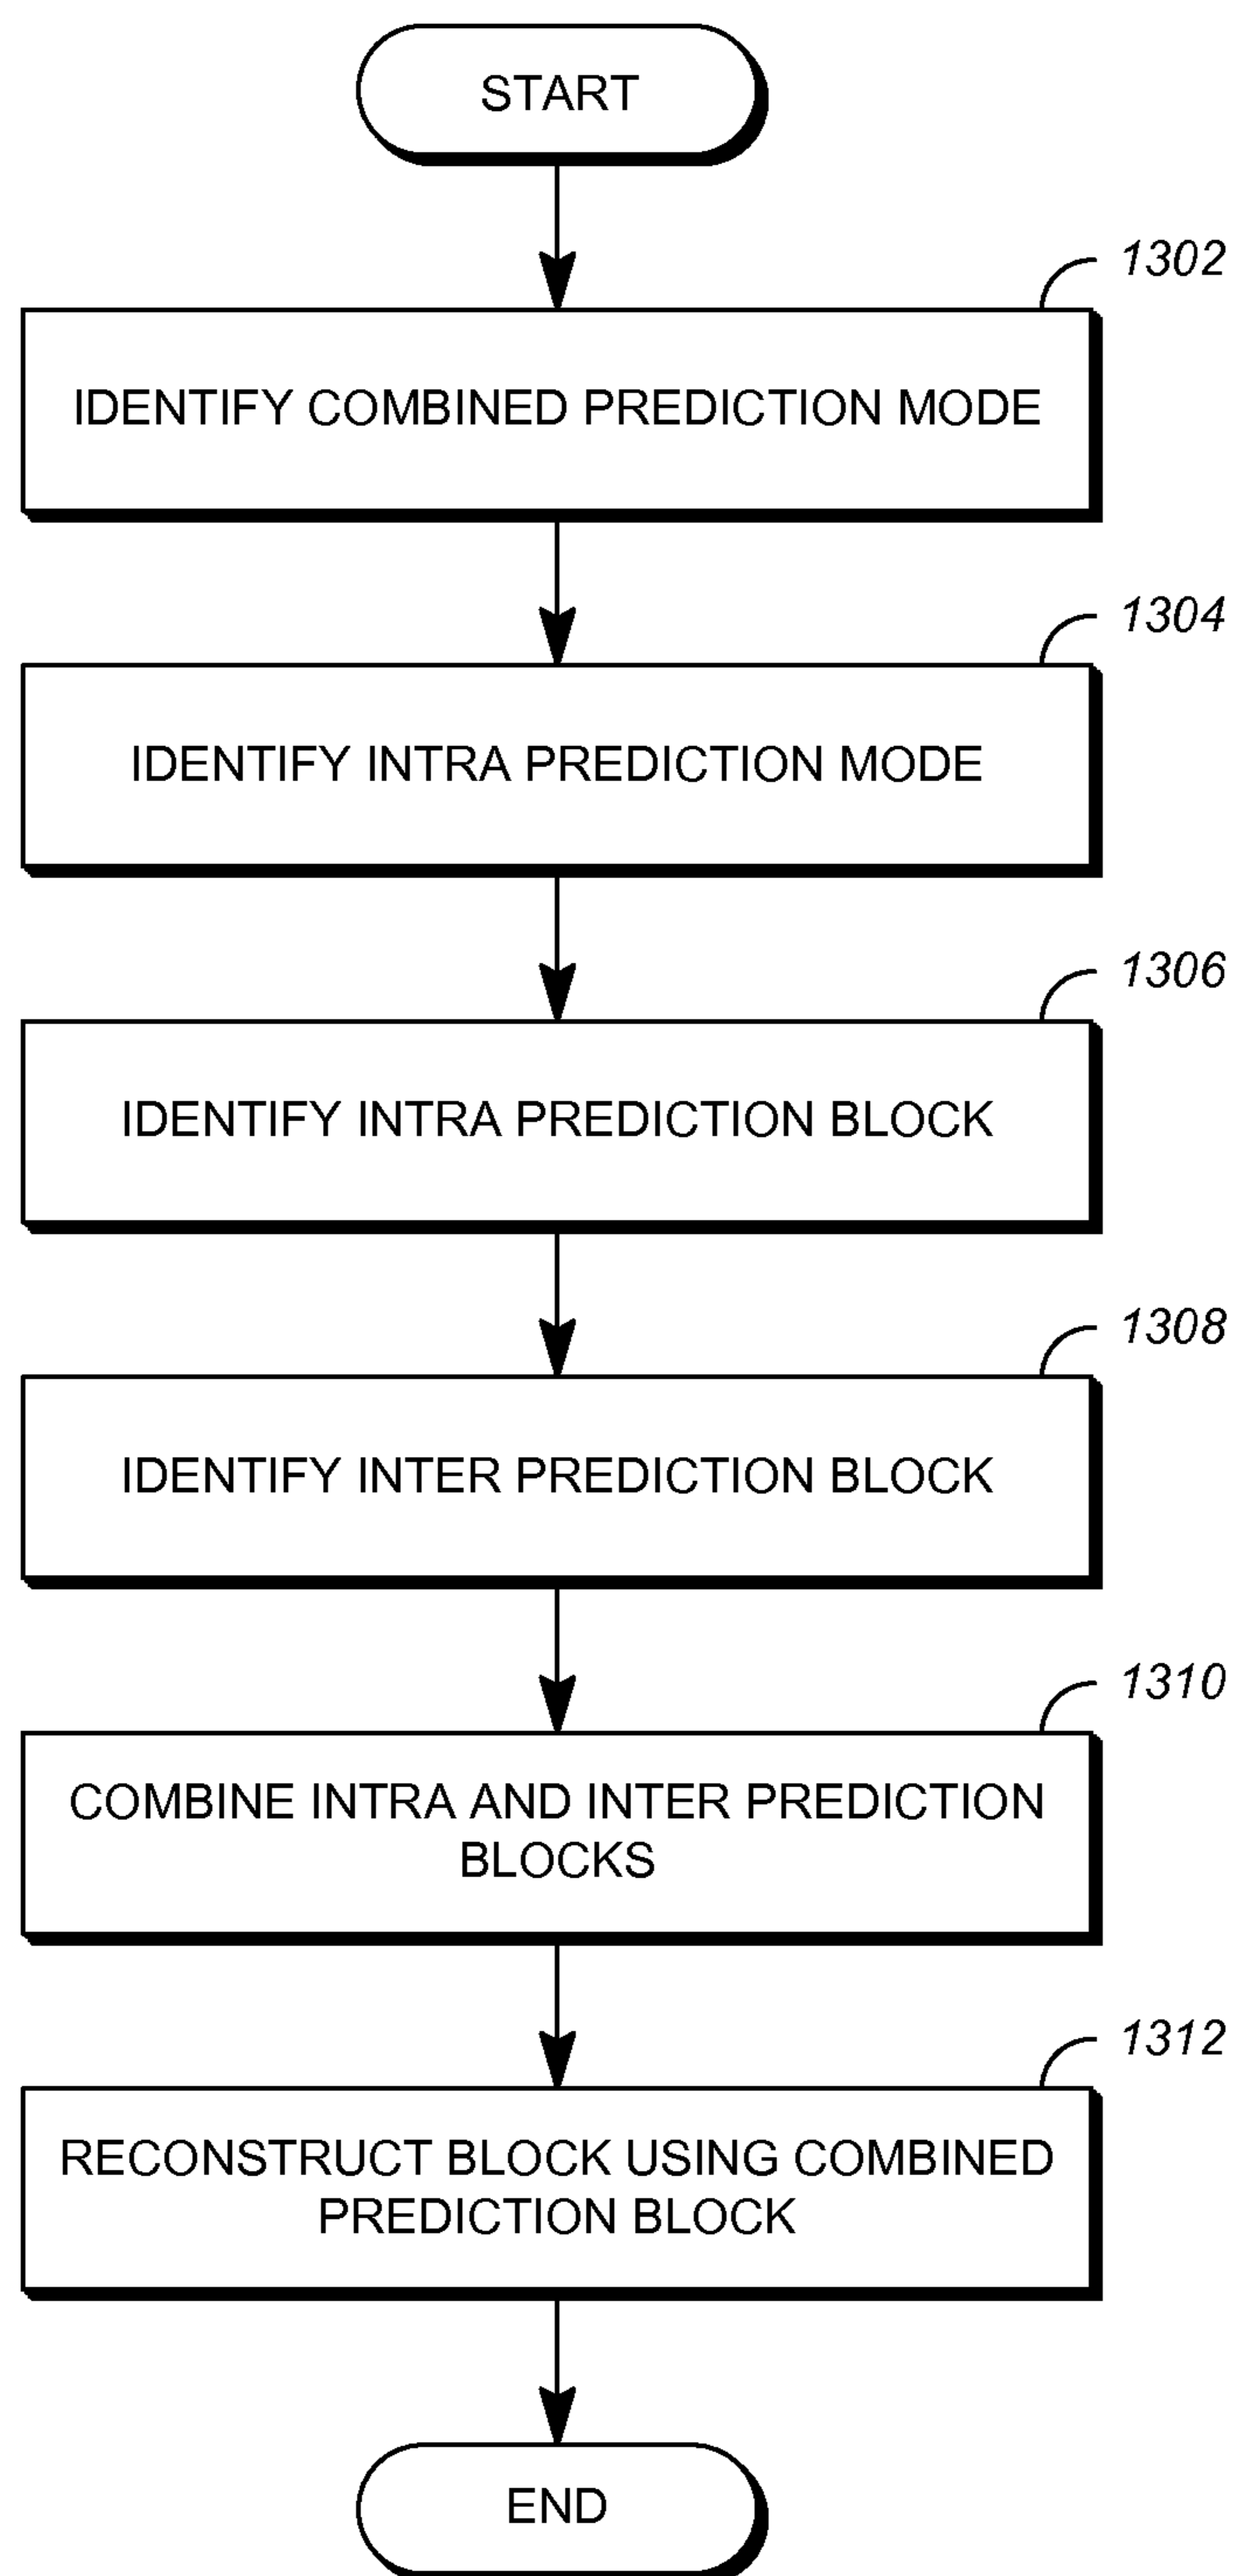 START
1302
IDENTIFY COMBINED PREDICTION MODE
1304
IDENTIFY INTRA PREDICTION MODE
1306
IDENTIFY INTRA PREDICTION BLOCK
1308
IDENTIFY INTER PREDICTION BLOCK
1310
COMBINE INTRA AND INTER PREDICTION
BLOCKS
1312
RECONSTRUCT BLOCK USING COMBINED
PREDICTION BLOCK
END